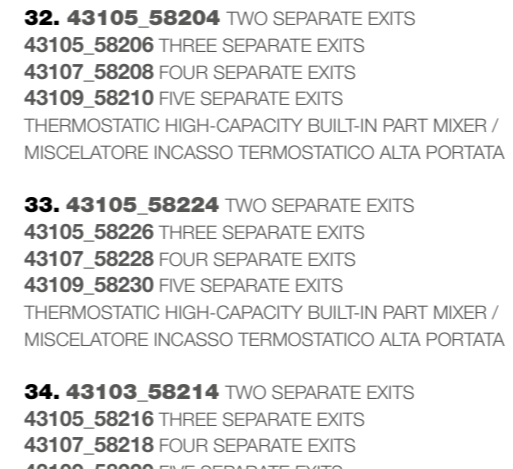 32. 43105_58204 TWO SEPARATE EXITS
43105_58206 THREE SEPARATE EXITS
43107_58208 FOUR SEPARATE EXITS
43109_58210 FIVE SEPARATE EXITS
THERMOSTATIC HIGH-CAPACITY BUILT-IN PART MIXER /
MISCELATORE INCASSO TERMOSTATICO ALTA PORTATA
33. 43105_58224 TWO SEPARATE EXITS
43105_58226 THREE SEPARATE EXITS
43107_58228 FOUR SEPARATE EXITS
43109_58230 FIVE SEPARATE EXITS
THERMOSTATIC HIGH-CAPACITY BUILT-IN PART MIXER /
MISCELATORE INCASSO TERMOSTATICO ALTA PORTATA
34. 43103_58214 TWO SEPARATE EXITS
43105_58216 THREE SEPARATE EXITS
43107_58218 FOUR SEPARATE EXITS
FIVE SEPARATE EXITS